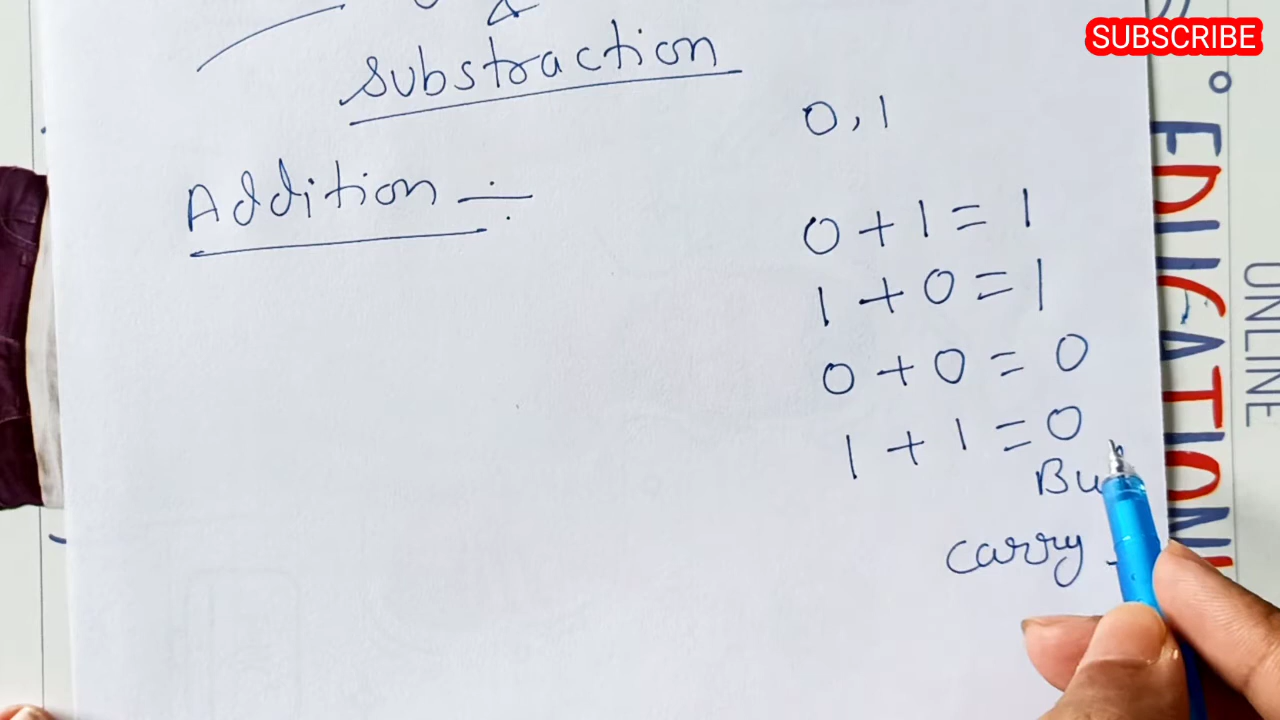 SUBSCRIBE
&
Substraction
0, 1
Addition ÷
0 + 1 = 1
1 + 0 = 1
0 + 0 = 0
1 + 1 = 0
carry
EDUCATION
ONLINE